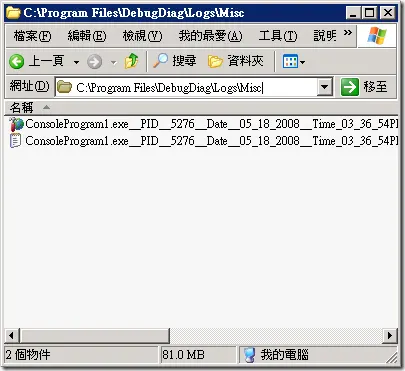 C:\Program Files\DebugDiag\Logs\Misc
檔案(F) 編輯(E) 檢視(V) 我的最愛(A) 工具(T) 說明 »
上一頁 搜尋 資料夾
網址(D) C:\Program Files\DebugDiag\Logs\Misc 移至
名稱
ConsoleProgram1.exe__PID__5276__Date__05_18_2008__Time_03_36_54P
ConsoleProgram1.exe__PID__5276__Date__05_18_2008__Time_03_36_54P
2 個物件 81.0 MB 我的電腦